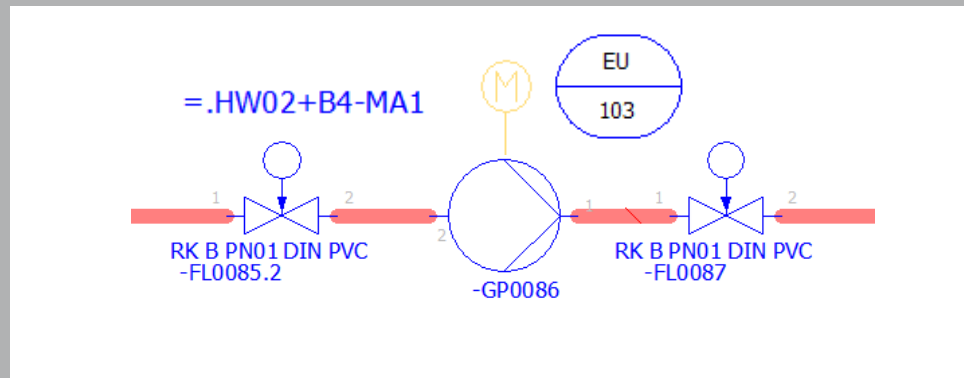 EU
M
=.HW02+B4-MA1
103
1
2
2
1
1
2
RK B PN01 DIN PVC
-FL0085.2
RK B PN01 DIN PVC
-FL0087
-GP0086